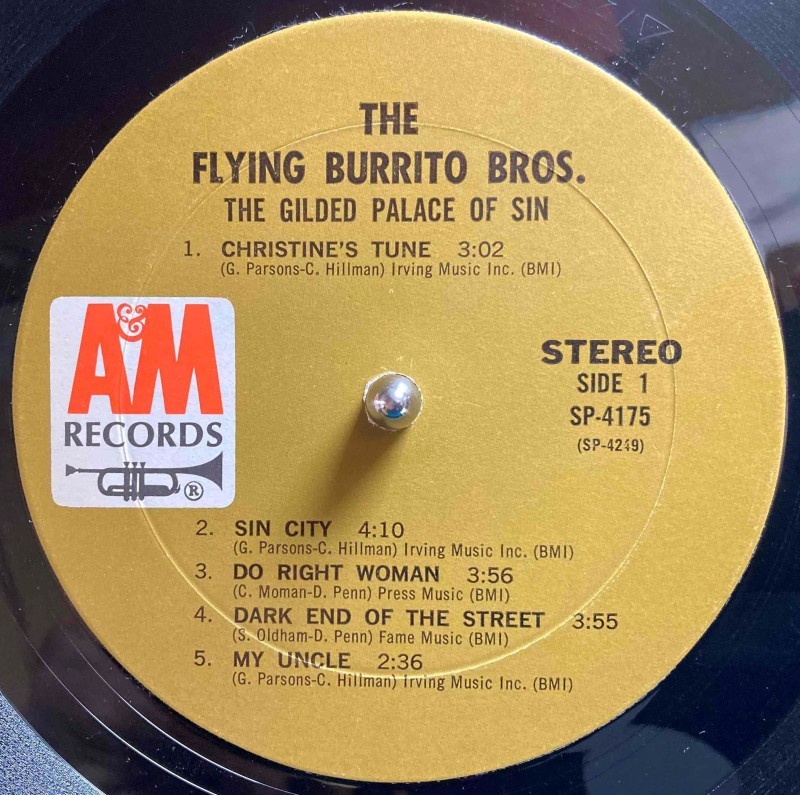 THE
FLYING BURRITO BROS.
THE GILDED PALACE OF SIN
1. CHRISTINE'S TUNE 3:02
(G. Parsons-C. Hillman) Irving Music Inc. (BMI)
A&M
RECORDS
®
STEREO
SIDE 1
SP-4175
(SP-4249)
2. SIN CITY 4:10
(G. Parsons-C. Hillman) Irving Music Inc. (BMI)
3. DO RIGHT WOMAN 3:56
(C. Moman-D. Penn) Press Music (BMI)
4. DARK END OF THE STREET 3:55
(S. Oldham-D. Penn) Fame Music (BMI)
5. MY UNCLE 2:36
(G. Parsons-C. Hillman) Irving Music Inc. (BMI)